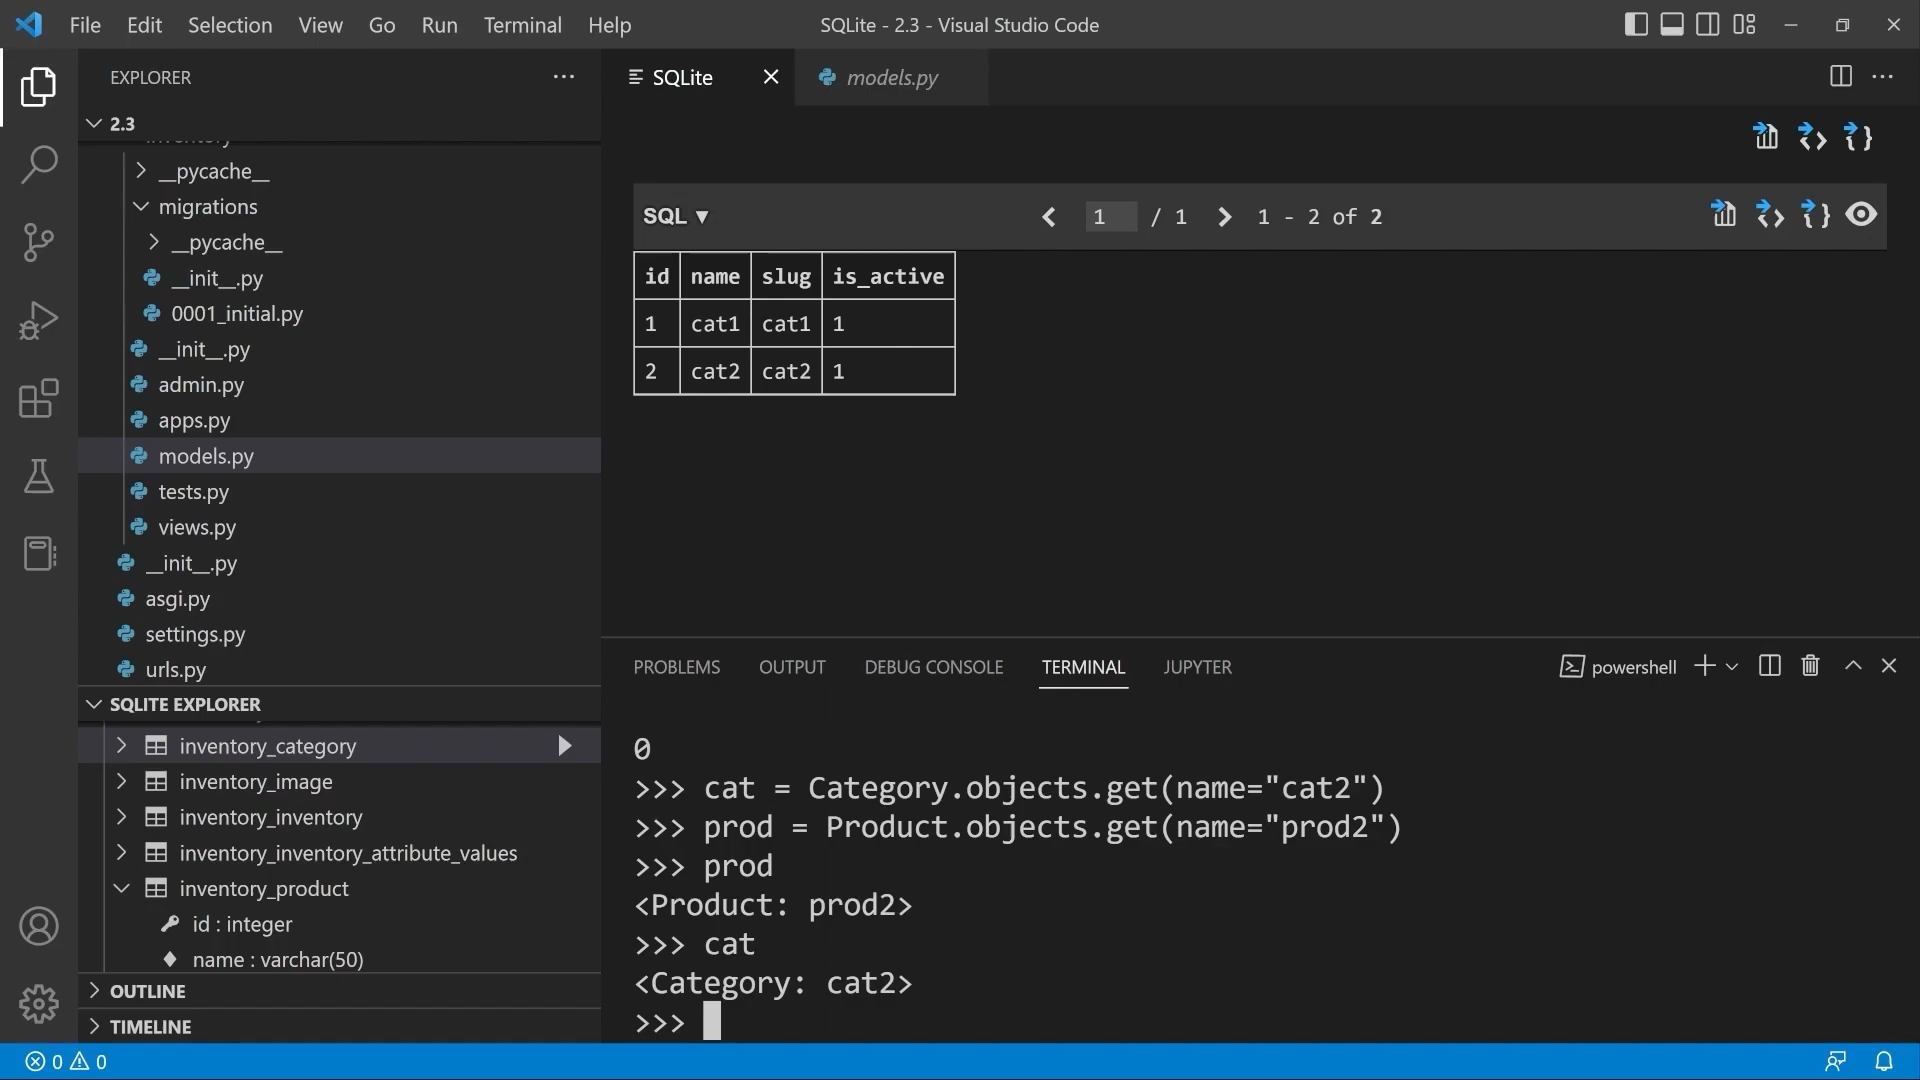 File Edit Selection View Go Run Terminal Help
SQLite - 2.3 - Visual Studio Code
EXPLORER
2.3
inventory
__pycache__
migrations
__pycache__
__init__.py
0001_initial.py
__init__.py
admin.py
apps.py
models.py
tests.py
views.py
__init__.py
asgi.py
settings.py
urls.py
SQLITE EXPLORER
inventory_category
inventory_image
inventory_inventory
inventory_inventory_attribute_values
inventory_product
id : integer
name : varchar(50)
OUTLINE
TIMELINE
0 0
SQLite models.py
SQL ▼ 1 / 1 1 - 2 of 2
id name slug is_active
1 cat1 cat1 1
2 cat2 cat2 1
PROBLEMS OUTPUT DEBUG CONSOLE TERMINAL JUPYTER powershell
0
>>> cat = Category.objects.get(name="cat2")
>>> prod = Product.objects.get(name="prod2")
>>> prod
<Product: prod2>
>>> cat
<Category: cat2>
>>>